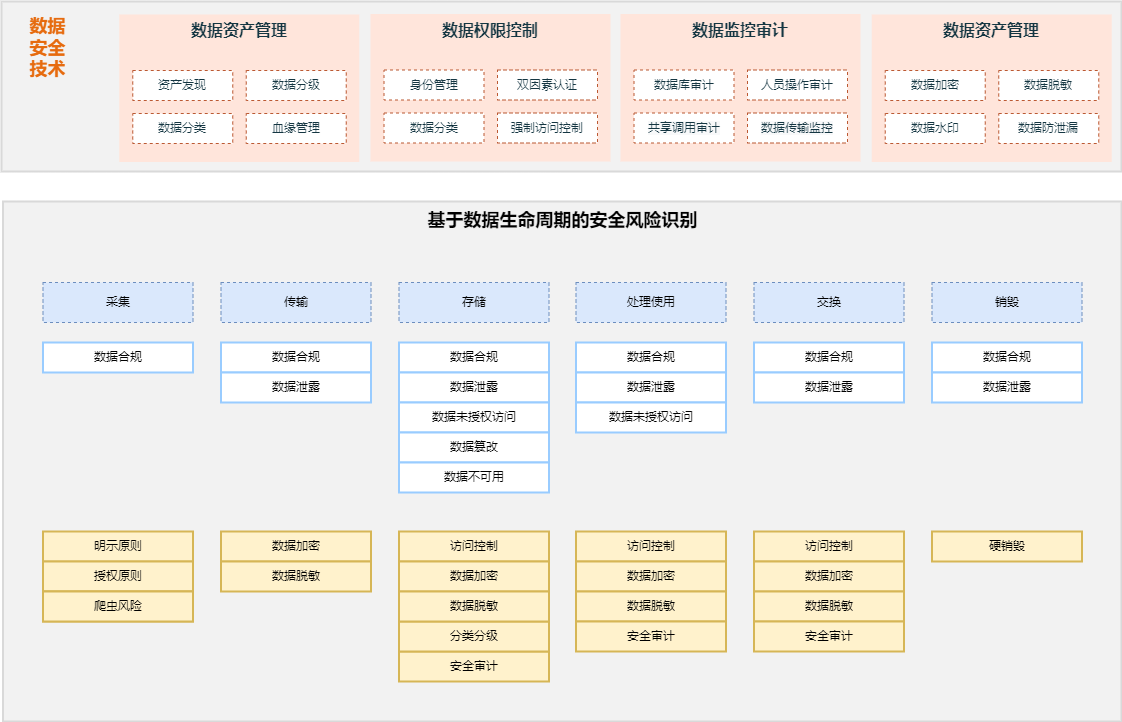 数据
安全
技术
数据资产管理
资产发现
数据分级
数据分类
血缘管理
数据权限控制
身份管理
双因素认证
数据分类
强制访问控制
数据监控审计
数据库审计
人员操作审计
共享调用审计
数据传输监控
数据资产管理
数据加密
数据脱敏
数据水印
数据防泄漏
基于数据生命周期的安全风险识别
采集
传输
存储
处理使用
交换
销毁
数据合规
数据合规
数据泄露
数据合规
数据泄露
数据未授权访问
数据篡改
数据不可用
数据合规
数据泄露
数据未授权访问
数据合规
数据泄露
数据合规
数据泄露
明示原则
授权原则
爬虫风险
数据加密
数据脱敏
访问控制
数据加密
数据脱敏
分类分级
安全审计
访问控制
数据加密
数据脱敏
安全审计
访问控制
数据加密
数据脱敏
安全审计
硬销毁